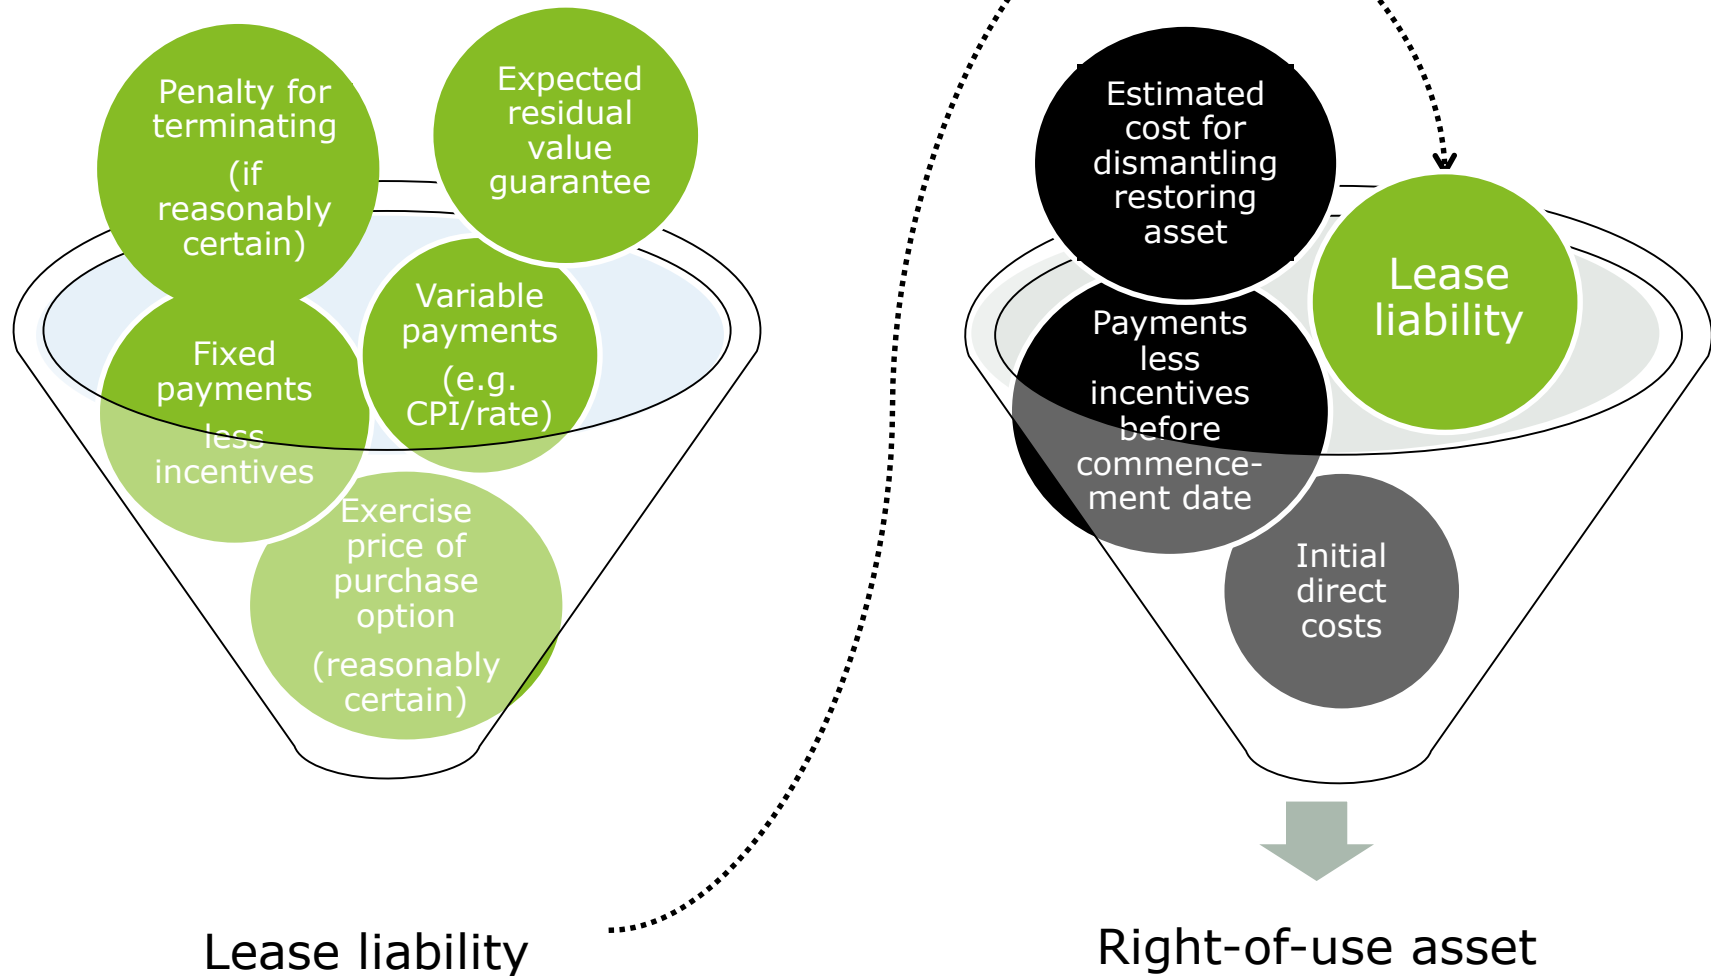 Penalty for
terminating
(if
reasonably
certain)
Expected
residual
value
guarantee
Fixed
payments
less
incentives
Variable
payments
(e.g.
CPI/rate)
Exercise
price of
purchase
option
(reasonably
certain)
Lease liability
Estimated
cost for
dismantling
restoring
asset
Lease
liability
Payments
less
incentives
before
commence-
ment date
Initial
direct
costs
Right-of-use asset